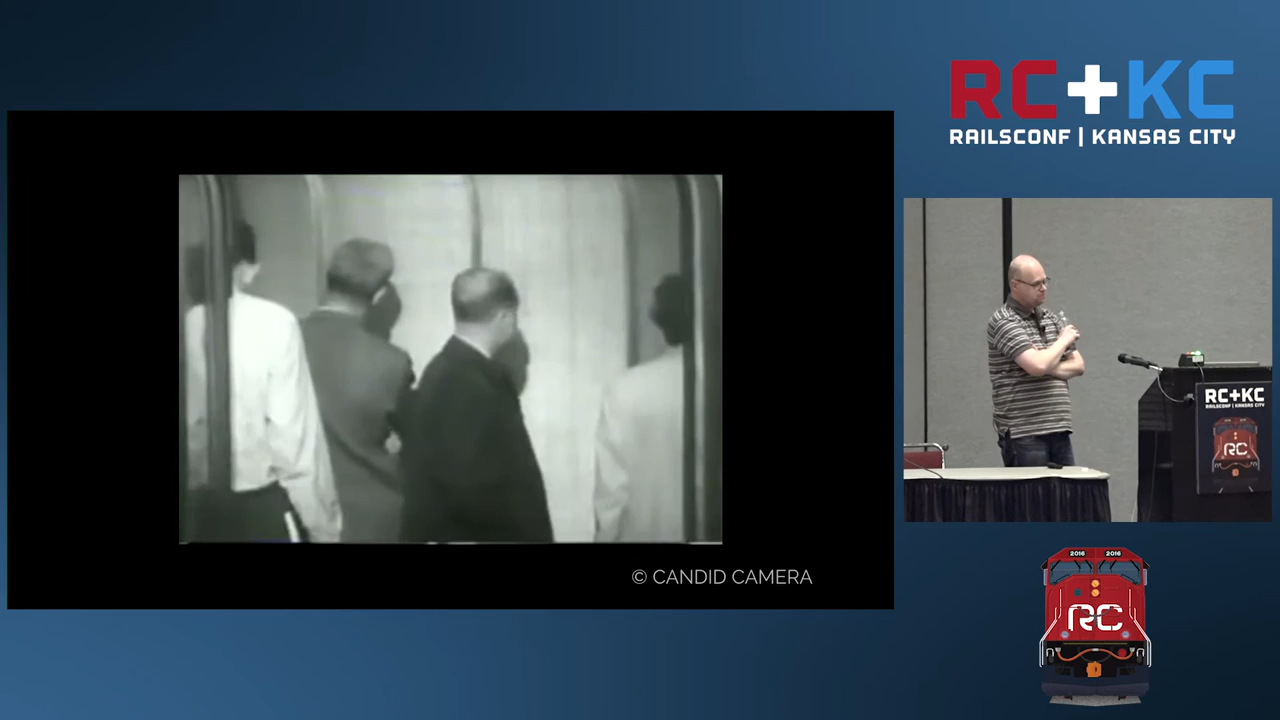 RC+KC
RAILSCONF | KANSAS CITY
© CANDID CAMERA
RC+KC
RAILSCONF | KANSAS CITY
RC
2016 2016
RC